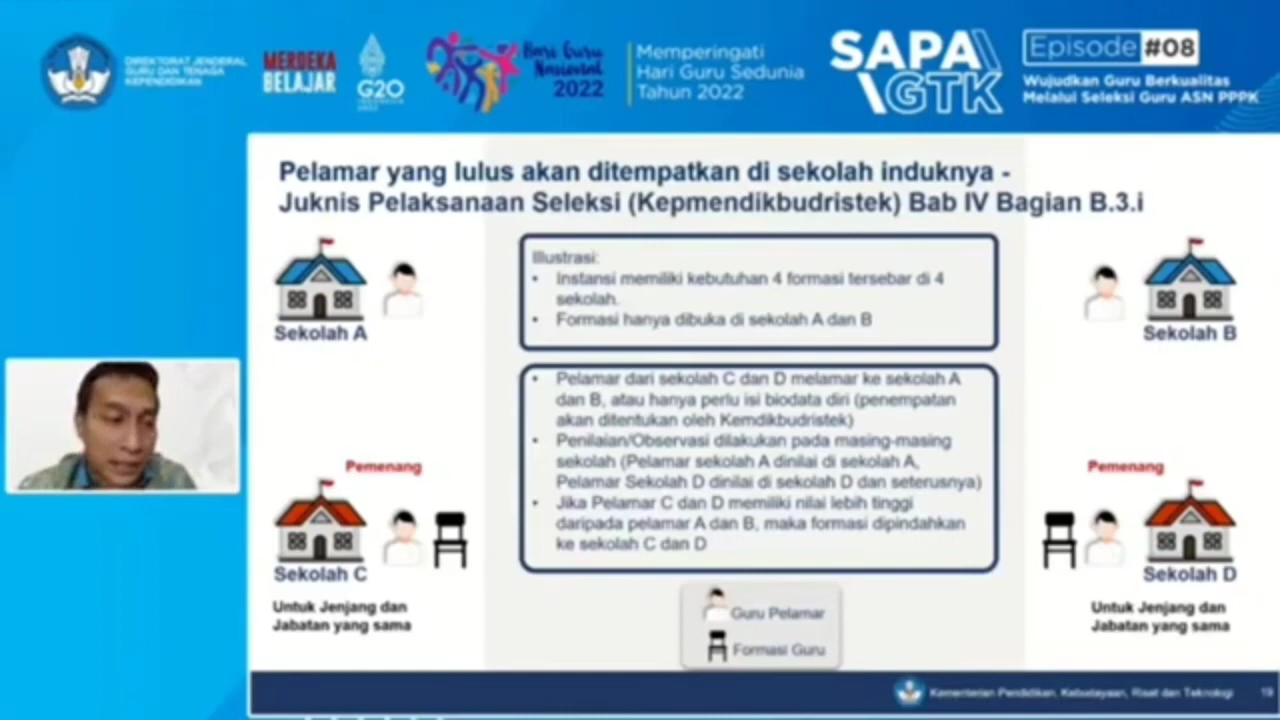 DIREKTORAT JENDERAL
GURU DAN TENAGA
KEPENDIDIKAN
MERDEKA
BELAJAR
G20
INDONESIA
2022
Hari Guru
Nasional
2022
Memperingati
Hari Guru Sedunia
Tahun 2022
SAPA
GTK
Episode #08
Wujudkan Guru Berkualitas
Melalui Seleksi Guru ASN PPPK
Pelamar yang lulus akan ditempatkan di sekolah induknya -
Juknis Pelaksanaan Seleksi (Kepmendikbudristek) Bab IV Bagian B.3.i
Sekolah A
Illustrasi:
• Instansi memiliki kebutuhan 4 formasi tersebar di 4
sekolah.
• Formasi hanya dibuka di sekolah A dan B
Sekolah B
• Pelamar dari sekolah C dan D melamar ke sekolah A
dan B, atau hanya perlu isi biodata diri (penempatan
akan ditentukan oleh Kemdikbudristek)
• Penilaian/Observasi dilakukan pada masing-masing
sekolah (Pelamar sekolah A dinilai di sekolah A,
Pelamar Sekolah D dinilai di sekolah D dan seterusnya)
• Jika Pelamar C dan D memiliki nilai lebih tinggi
daripada pelamar A dan B, maka formasi dipindahkan
ke sekolah C dan D
Pemenang
Sekolah C
Untuk Jenjang dan
Jabatan yang sama
Pemenang
Sekolah D
Untuk Jenjang dan
Jabatan yang sama
Guru Pelamar
Formasi Guru
Kementerian Pendidikan, Kebudayaan, Riset dan Teknologi
19